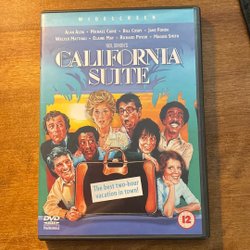 WIDESCREEN
ALAN ALDA • MICHAEL CAINE • BILL COSBY • JANE FONDA
WALTER MATTHAU • ELAINE MAY • RICHARD PRYOR • MAGGIE SMITH
NEIL SIMON'S
CALIFORNIA
SUITE
The best two-hour
vacation in town!
DVD
12